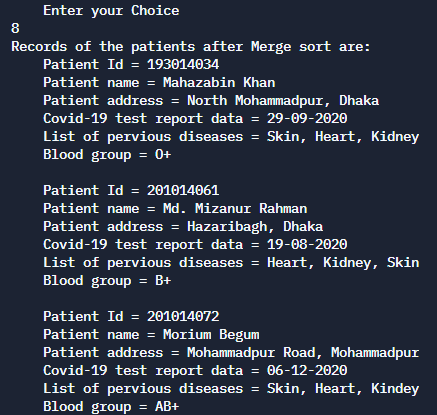 Enter your Choice
8
Records of the patients after Merge sort are:
Patient Id = 193014034
Patient name = Mahazabin Khan
Patient address = North Mohammadpur, Dhaka
Covid-19 test report data = 29-09-2020
List of pervious diseases = Skin, Heart, Kidney
Blood group = O+
Patient Id = 201014061
Patient name = Md. Mizanur Rahman
Patient address = Hazaribagh, Dhaka
Covid-19 test report data = 19-08-2020
List of pervious diseases = Heart, Kidney, Skin
Blood group = B+
Patient Id = 201014072
Patient name = Morium Begum
Patient address = Mohammadpur Road, Mohammadpur
Covid-19 test report data = 06-12-2020
List of pervious diseases = Skin, Heart, Kindey
Blood group = AB+